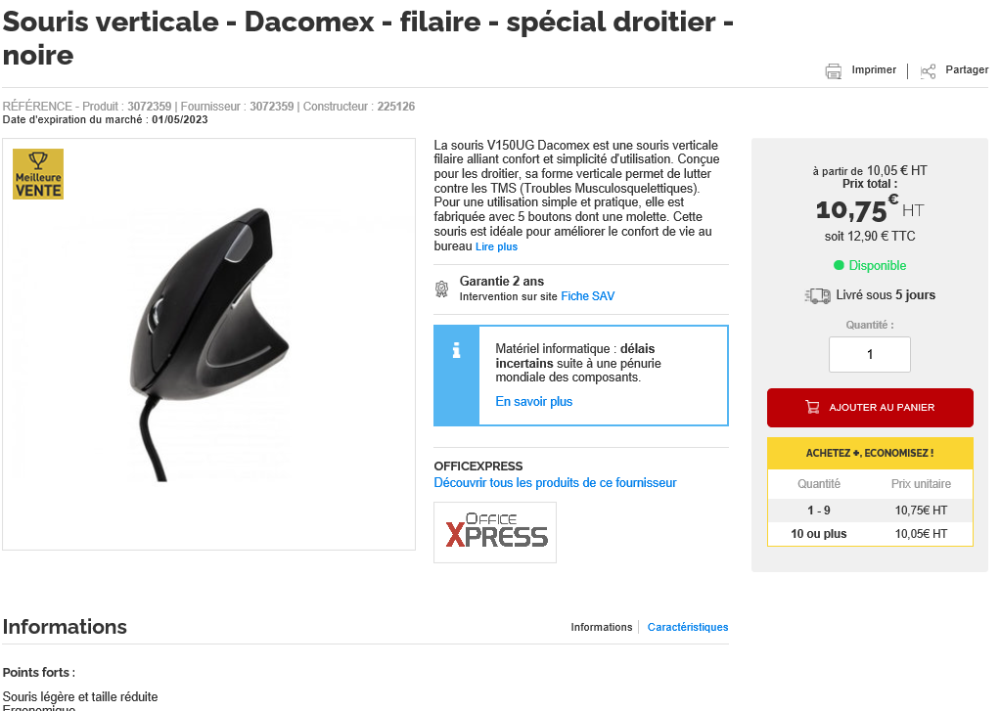 Souris verticale - Dacomex - filaire - spécial droitier -
noire
Imprimer
Partager
RÉFÉRENCE - Produit : 3072359 | Fournisseur : 3072359 | Constructeur : 225126
Date d'expiration du marché : 01/05/2023
Meilleure
VENTE
La souris V150UG Dacomex est une souris verticale
filaire alliant confort et simplicité d'utilisation. Conçue
pour les droitier, sa forme verticale permet de lutter
contre les TMS (Troubles Musculosquelettiques).
Pour une utilisation simple et pratique, elle est
fabriquée avec 5 boutons dont une molette. Cette
souris est idéale pour améliorer le confort de vie au
bureau Lire plus
Garantie 2 ans
Intervention sur site Fiche SAV
Matériel informatique : délais
incertains suite à une pénurie
mondiale des composants.
En savoir plus
OFFICEXPRESS
Découvrir tous les produits de ce fournisseur
OFFICE
XPRESS
à partir de 10,05 € HT
Prix total :
10,75€ HT
soit 12,90 € TTC
Disponible
Livré sous 5 jours
Quantité :
1
AJOUTER AU PANIER
ACHETEZ +, ECONOMISEZ !
Quantité Prix unitaire
1 - 9 10,75€ HT
10 ou plus 10,05€ HT
Informations
Informations | Caractéristiques
Points forts :
Souris légère et taille réduite
Ergonomique